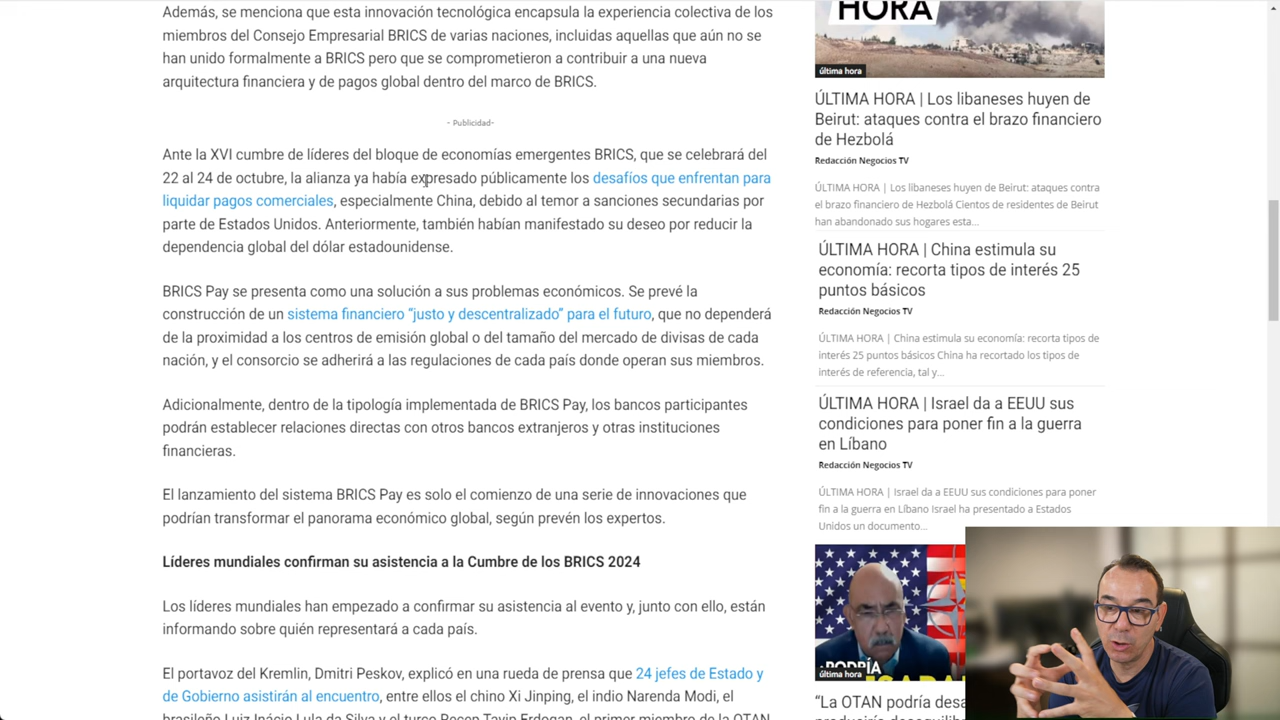 Además, se menciona que esta innovación tecnológica encapsula la experiencia colectiva de los
miembros del Consejo Empresarial BRICS de varias naciones, incluidas aquellas que aún no se
han unido formalmente a BRICS pero que se comprometieron a contribuir a una nueva
arquitectura financiera y de pagos global dentro del marco de BRICS.
- Publicidad-
Ante la XVI cumbre de líderes del bloque de economías emergentes BRICS, que se celebrará del
22 al 24 de octubre, la alianza ya había expresado públicamente los desafíos que enfrentan para
liquidar pagos comerciales, especialmente China, debido al temor a sanciones secundarias por
parte de Estados Unidos. Anteriormente, también habían manifestado su deseo por reducir la
dependencia global del dólar estadounidense.
BRICS Pay se presenta como una solución a sus problemas económicos. Se prevé la
construcción de un sistema financiero “justo y descentralizado” para el futuro, que no dependerá
de la proximidad a los centros de emisión global o del tamaño del mercado de divisas de cada
nación, y el consorcio se adherirá a las regulaciones de cada país donde operan sus miembros.
Adicionalmente, dentro de la tipología implementada de BRICS Pay, los bancos participantes
podrán establecer relaciones directas con otros bancos extranjeros y otras instituciones
financieras.
El lanzamiento del sistema BRICS Pay es solo el comienzo de una serie de innovaciones que
podrían transformar el panorama económico global, según prevén los expertos.
Líderes mundiales confirman su asistencia a la Cumbre de los BRICS 2024
Los líderes mundiales han empezado a confirmar su asistencia al evento y, junto con ello, están
informando sobre quién representará a cada país.
El portavoz del Kremlin, Dmitri Peskov, explicó en una rueda de prensa que 24 jefes de Estado y
de Gobierno asistirán al encuentro, entre ellos el chino Xi Jinping, el indio Narenda Modi, el
brasileño Luiz Inácio Lula da Silva y el turco Recep Tayip Erdogan, el primer miembro de la OTAN
HORA
última hora
ÚLTIMA HORA | Los libaneses huyen de
Beirut: ataques contra el brazo financiero
de Hezbolá
Redacción Negocios TV
ÚLTIMA HORA | Los libaneses huyen de Beirut: ataques contra
el brazo financiero de Hezbolá Cientos de residentes de Beirut
han abandonado sus hogares esta...
ÚLTIMA HORA | China estimula su
economía: recorta tipos de interés 25
puntos básicos
Redacción Negocios TV
ÚLTIMA HORA | China estimula su economía: recorta tipos de
interés 25 puntos básicos China ha recortado los tipos de
interés de referencia, tal y...
ÚLTIMA HORA | Israel da a EEUU sus
condiciones para poner fin a la guerra
en Líbano
Redacción Negocios TV
ÚLTIMA HORA | Israel da a EEUU sus condiciones para poner
fin a la guerra en Líbano Israel ha presentado a Estados
Unidos un documento...
última hora
“La OTAN podría desa